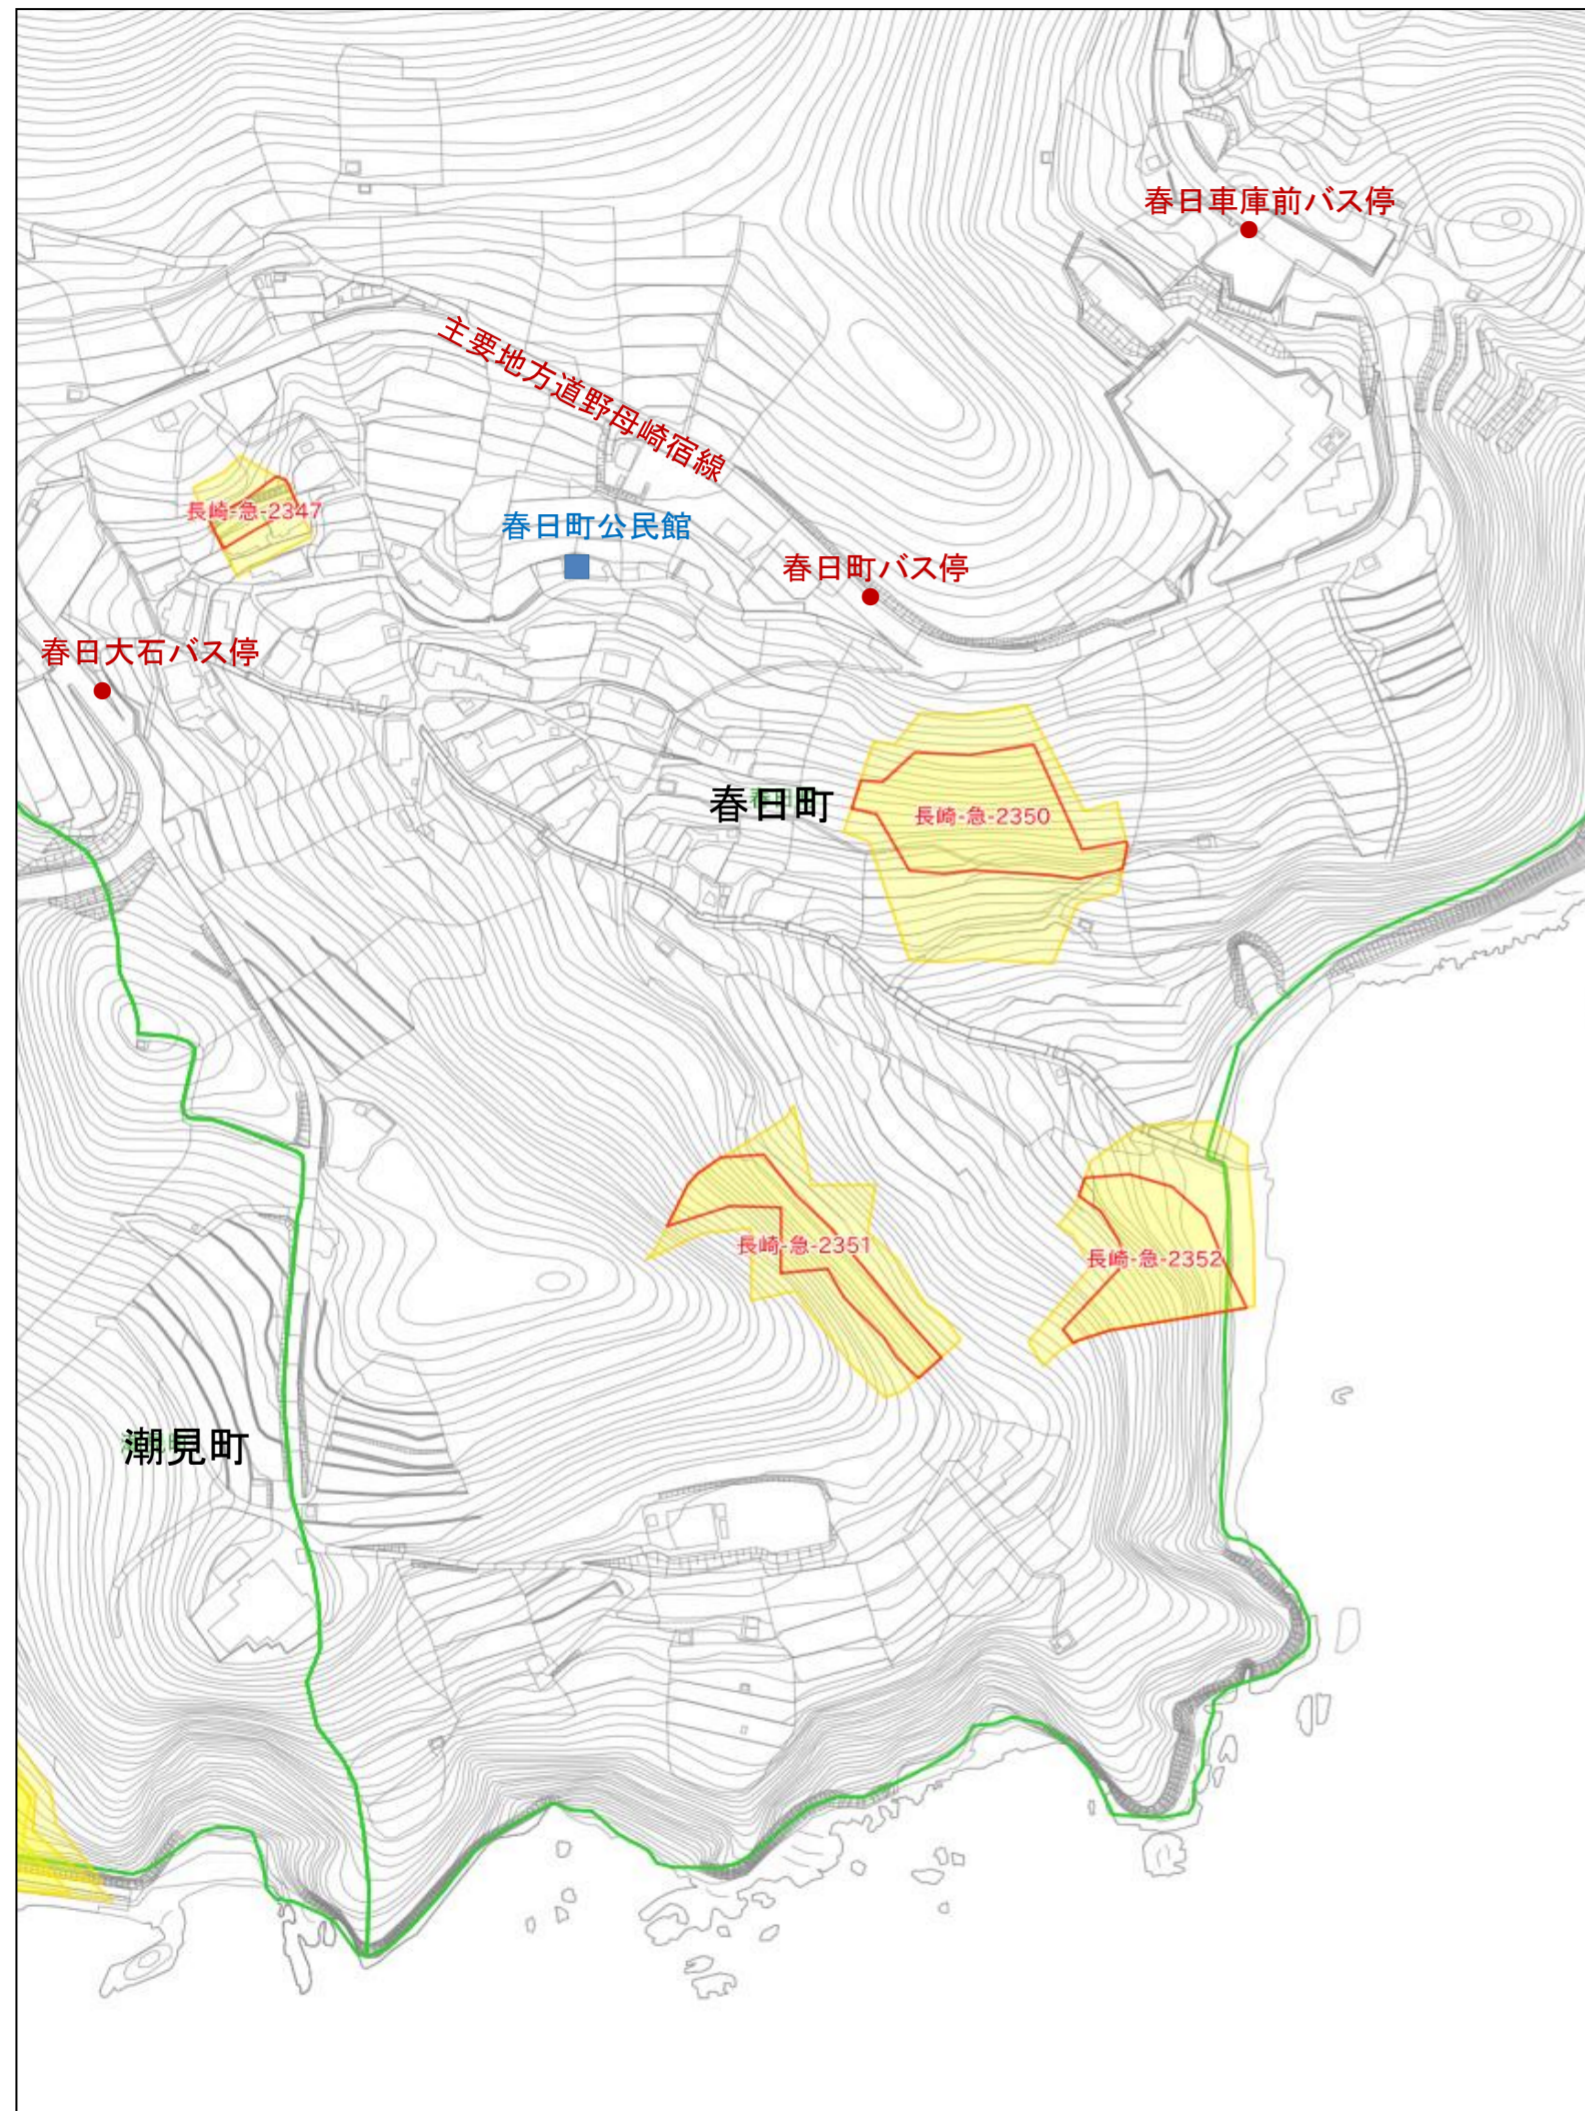 春日車庫前バス停
主要地方道野母崎宿線
長崎-急-2347
春日町公民館
春日町バス停
春日大石バス停
春日町
長崎-急-2350
長崎-急-2351
長崎-急-2352
潮見町